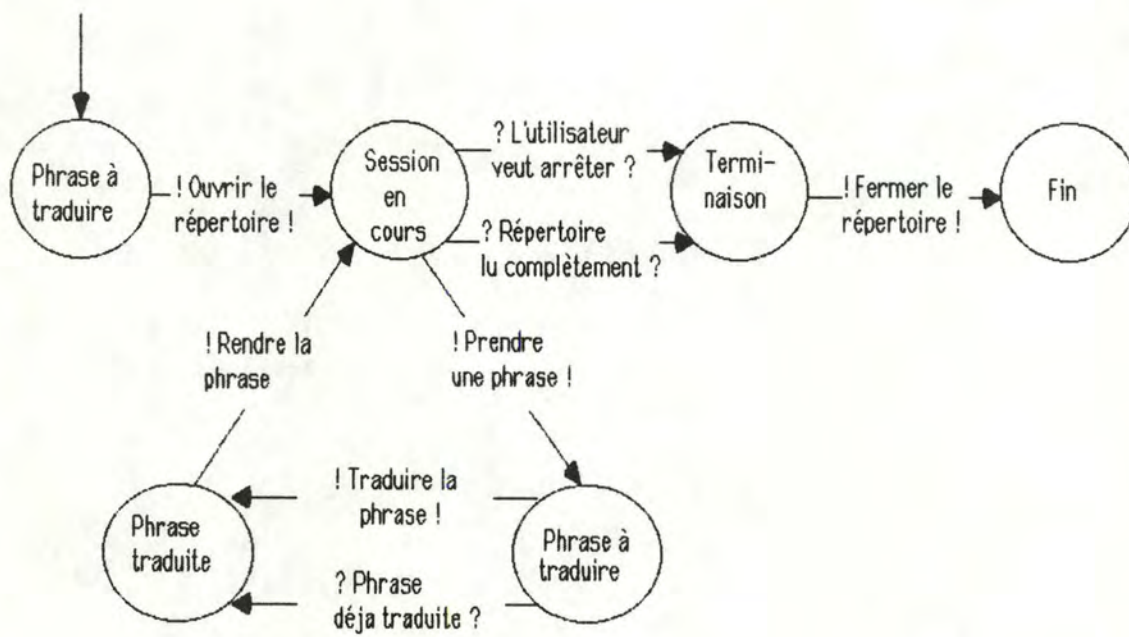 Phrase à
traduire
! Ouvrir le
répertoire !
Session
en
cours
? L'utilisateur
veut arrêter ?
? Répertoire
lu complètement ?
Termi-
naison
! Fermer le
répertoire !
Fin
! Rendre la
phrase
! Prendre
une phrase !
Phrase
traduite
! Traduire la
phrase !
? Phrase
déja traduite ?
Phrase à
traduire